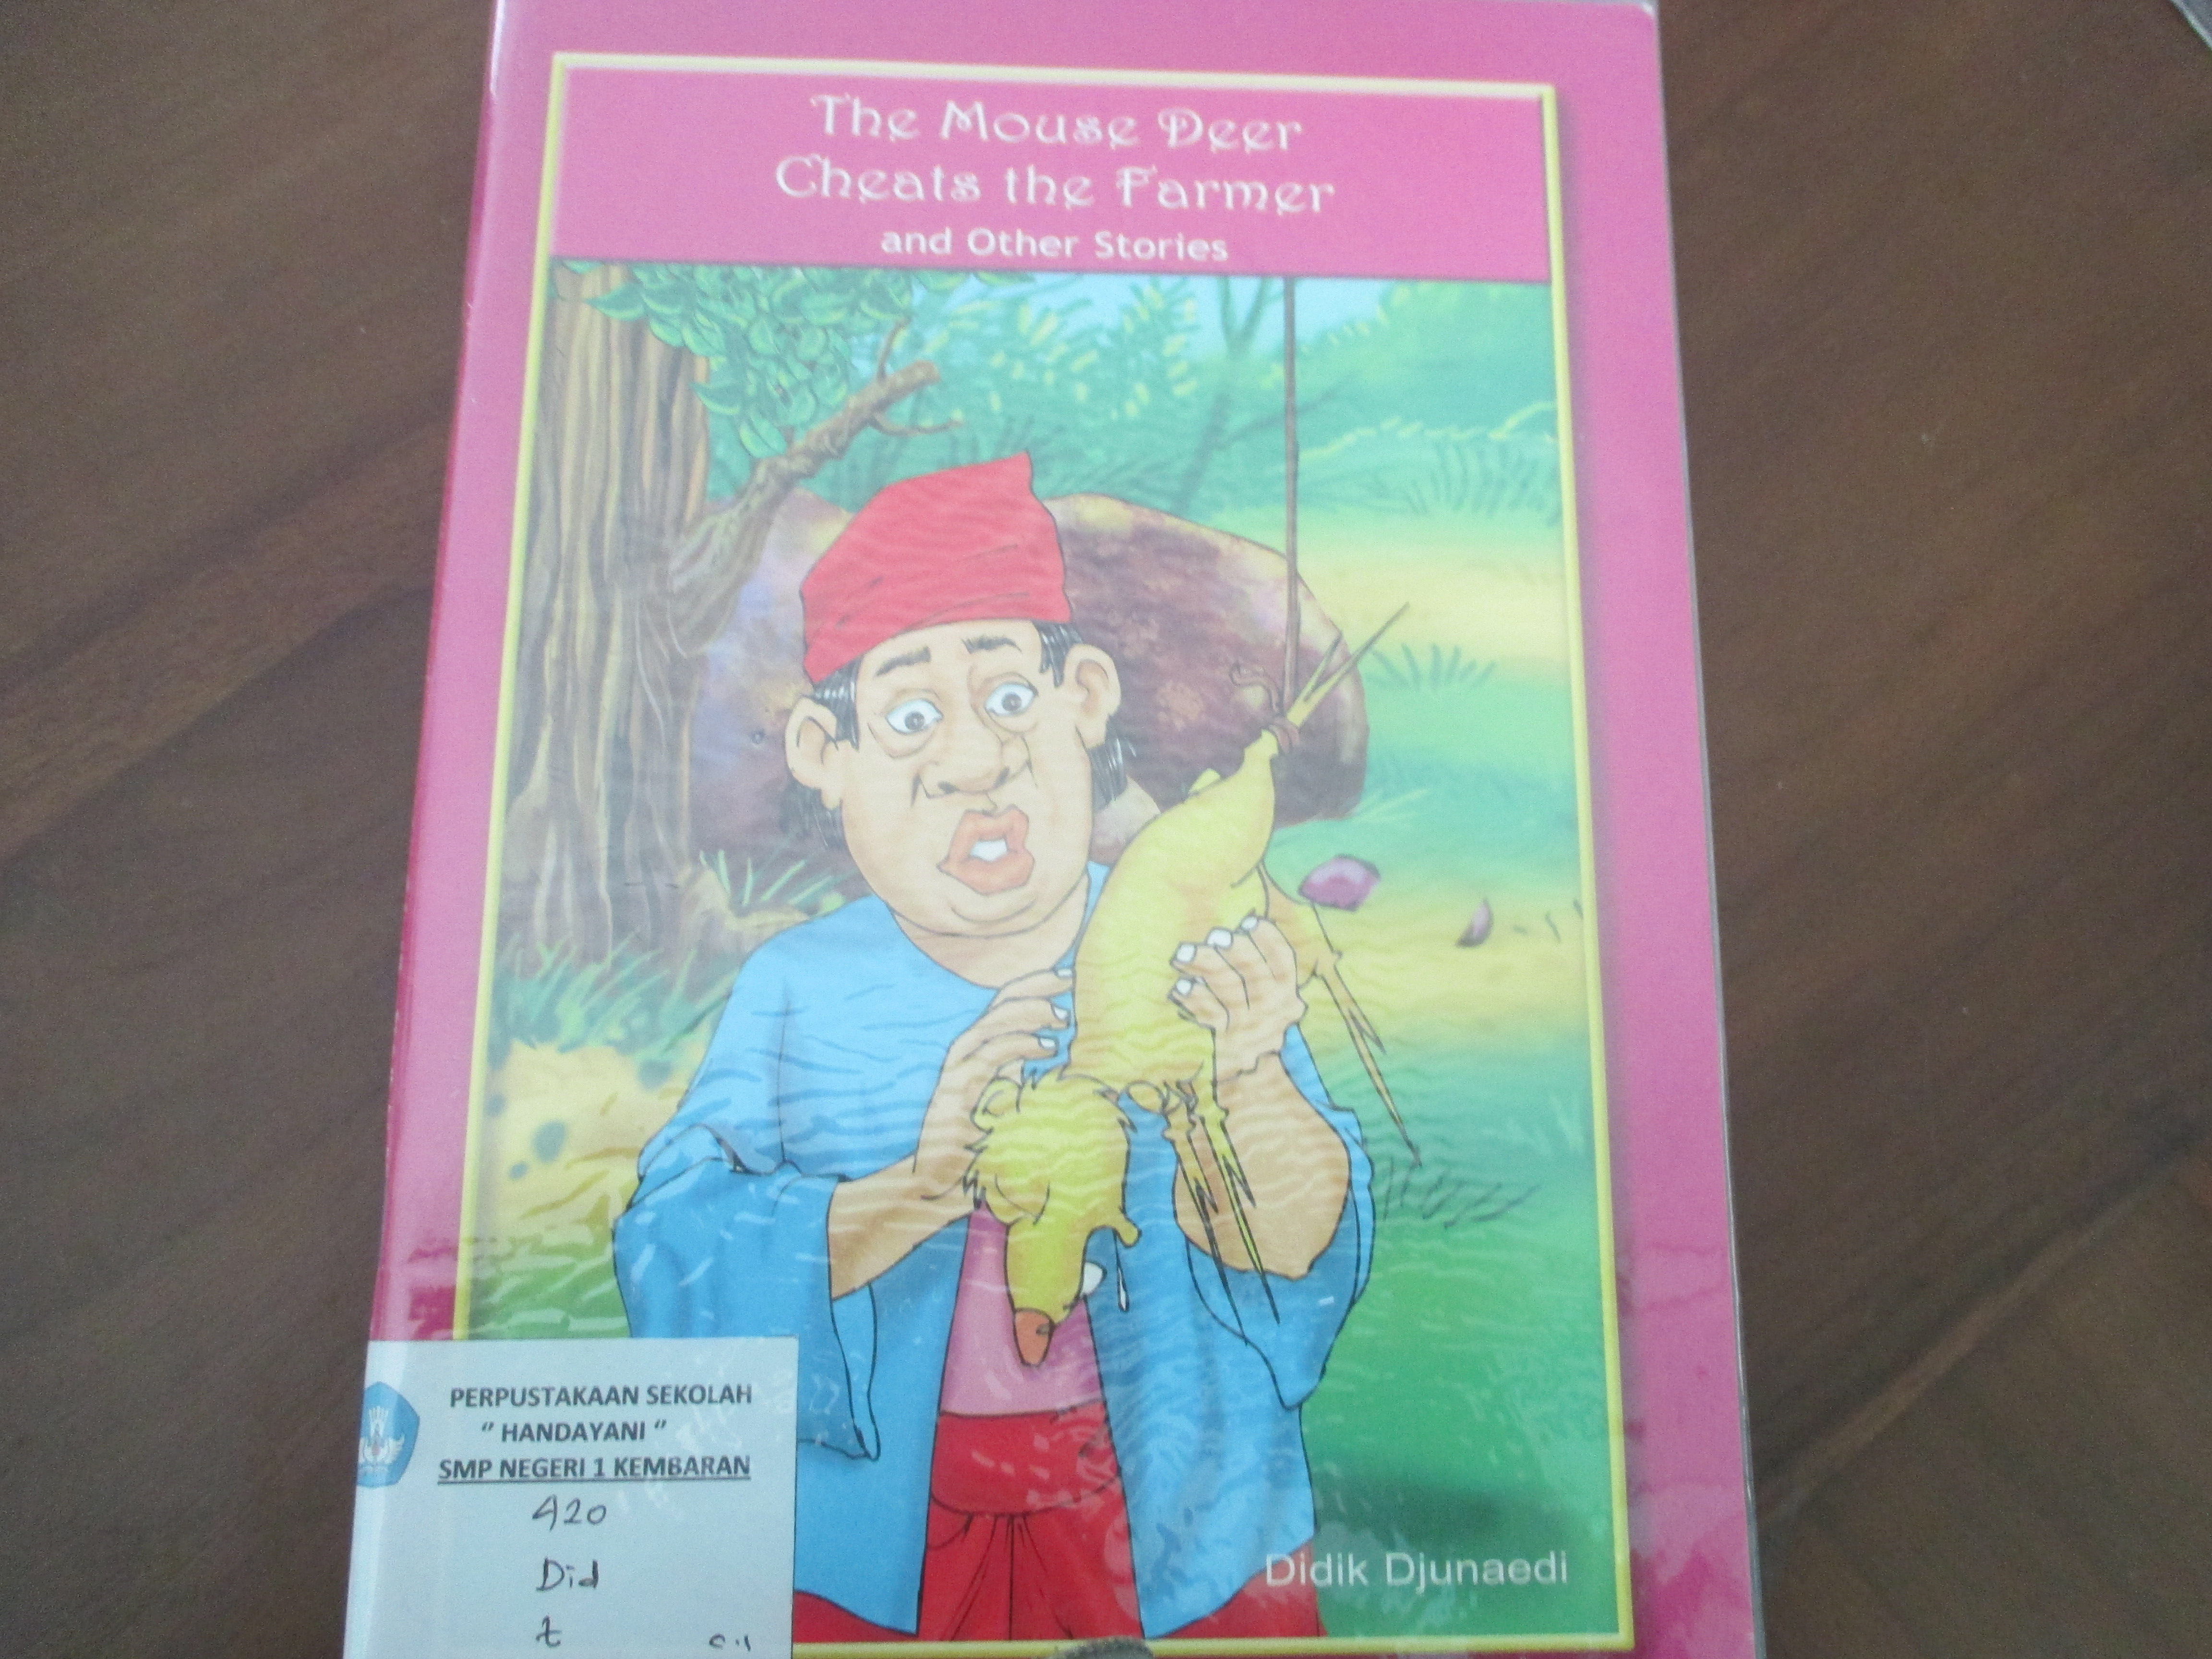 The Mouse Deer
Cheats the Farmer
and Other Stories
PERPUSTAKAAN SEKOLAH
“ HANDAYANI ”
SMP NEGERI 1 KEMBARAN
420
Did
t
Didik Djunaedi